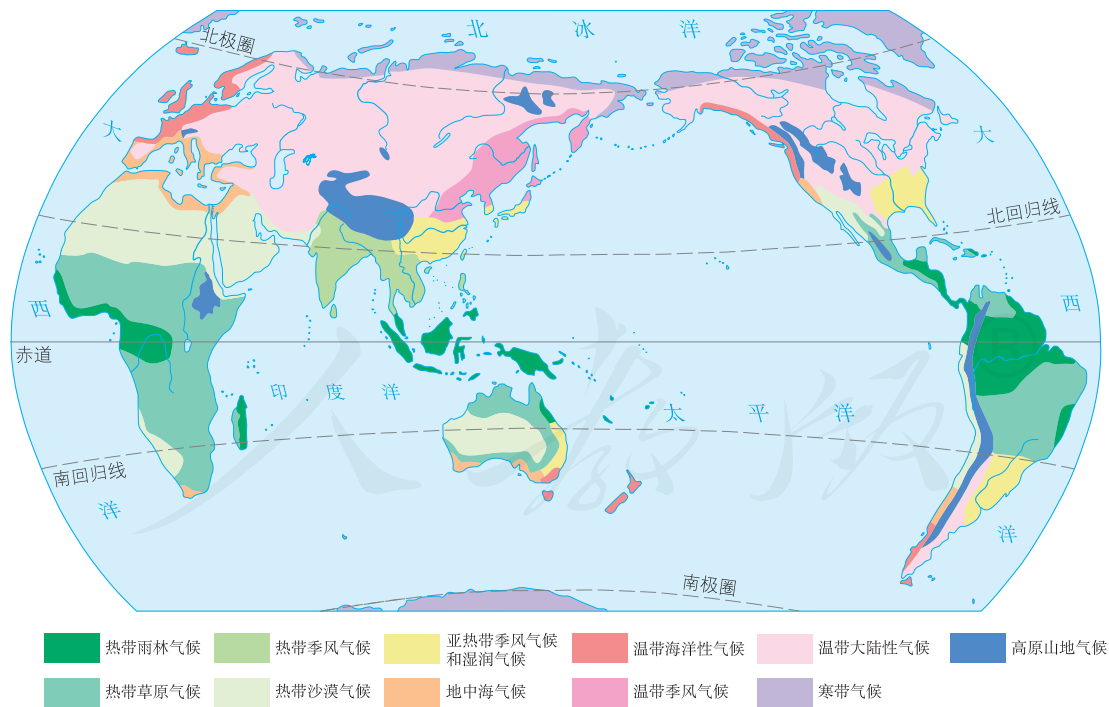 北冰洋
北极圈
大
大
北回归线
西
西
赤道
印度洋
太平洋
南回归线
洋
洋
南极圈
人教版
热带雨林气候
热带季风气候
亚热带季风气候
和湿润气候
温带海洋性气候
温带大陆性气候
高原山地气候
热带草原气候
热带沙漠气候
地中海气候
温带季风气候
寒带气候